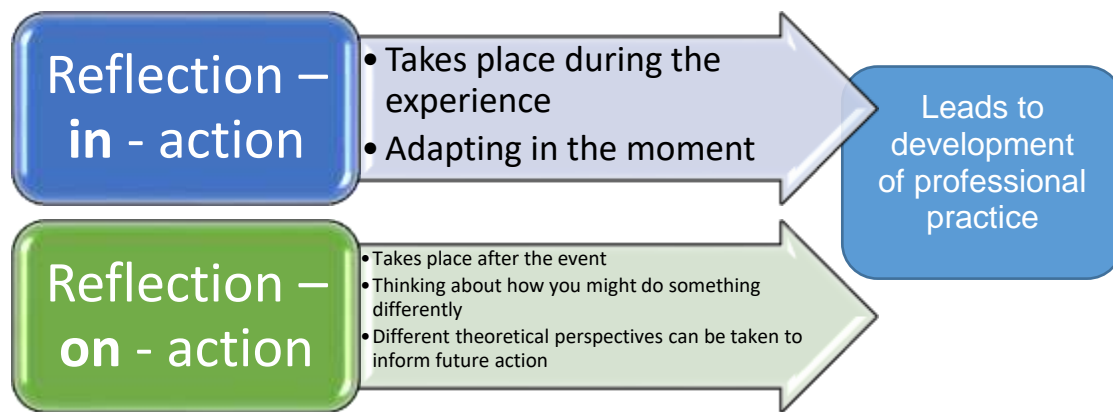 Reflection –
in - action
• Takes place during the
experience
• Adapting in the moment
Leads to
development
of professional
practice
Reflection –
on - action
•Takes place after the event
•Thinking about how you might do something
differently
•Different theoretical perspectives can be taken to
inform future action